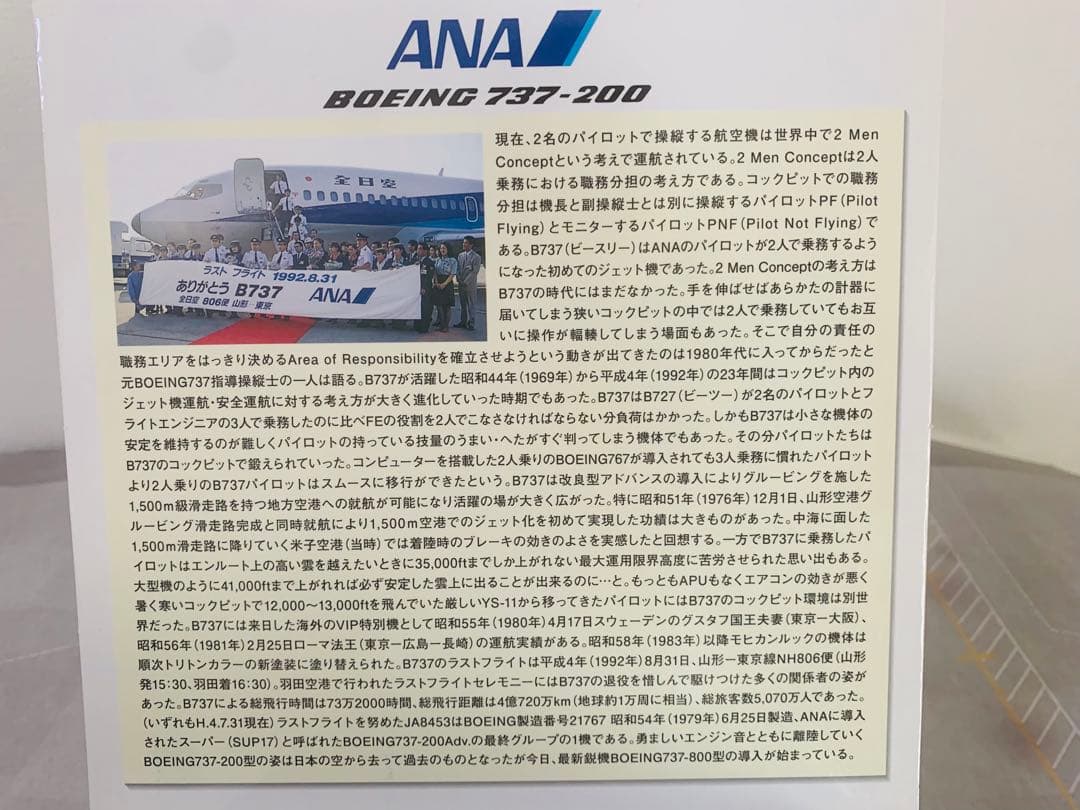 ANA
BOEING 737-200
全日空
ラスト フライト 1992.8.31
ありがとう B737 ANA
全日空 806便 山形 東京
現在、2名のパイロットで操縦する航空機は世界中で2 Men
Conceptという考えで運航されている。2 Men Conceptは2人
乗務における職務分担の考え方である。コックピットでの職務
分担は機長と副操縦士とは別に操縦するパイロットPF(Pilot
Flying)とモニターするパイロットPNF(Pilot Not Flying)で
ある。B737(ビースリー)はANAのパイロットが2人で乗務するよう
になった初めてのジェット機であった。2 Men Conceptの考え方は
B737の時代にはまだなかった。手を伸ばせばあらかたの計器に
届いてしまう狭いコックピットの中では2人で乗務していてもお互
いに操作が輻輳してしまう場面もあった。そこで自分の責任の
職務エリアをはっきり決めるArea of Responsibilityを確立させようという動きが出てきたのは1980年代に入ってからだったと
元BOEING737指導操縦士の一人は語る。B737が活躍した昭和44年(1969年)から平成4年(1992年)の23年間はコックピット内の
ジェット機運航・安全運航に対する考え方が大きく進化していった時期でもあった。B737はB727(ビーツー)が2名のパイロットとフ
ライトエンジニアの3人で乗務したのに比べFEの役割を2人でこなさなければならない分負荷はかかった。しかもB737は小さな機体の
安定を維持するのが難しくパイロットの持っている技量のうまい・へたがすぐ判ってしまう機体でもあった。その分パイロットたちは
B737のコックピットで鍛えられていった。コンピューターを搭載した2人乗りのBOEING767が導入されても3人乗務に慣れたパイロット
より2人乗りのB737パイロットはスムースに移行ができたという。B737は改良型アドバンスの導入によりグルービングを施した
1,500m級滑走路を持つ地方空港への就航が可能になり活躍の場が大きく広がった。特に昭和51年(1976年)12月1日、山形空港グ
ルービング滑走路完成と同時就航により1,500m空港でのジェット化を初めて実現した功績は大きものがあった。中海に面した
1,500m滑走路に降りていく米子空港(当時)では着陸時のブレーキの効きのよさを実感したと回想する。一方でB737に乗務したパ
イロットはエンルート上の高い雲を越えたいときに35,000ftまでしか上がれない最大運用限界高度に苦労させられた思い出もある。
大型機のように41,000ftまで上がれれば必ず安定した雲上に出ることが出来るのに…と。もっともAPUもなくエアコンの効きが悪く
暑く寒いコックピットで12,000〜13,000ftを飛んでいた厳しいYS-11から移ってきたパイロットにはB737のコックピット環境は別世
界だった。B737には来日した海外のVIP特別機として昭和55年(1980年)4月17日スウェーデンのグスタフ国王夫妻(東京ー大阪)、
昭和56年(1981年)2月25日ローマ法王(東京ー広島ー長崎)の運航実績がある。昭和58年(1983年)以降モヒカンルックの機体は
順次トリトンカラーの新塗装に塗り替えられた。B737のラストフライトは平成4年(1992年)8月31日、山形ー東京線NH806便(山形
発15:30、羽田着16:30)。羽田空港で行われたラストフライトセレモニーにはB737の退役を惜しんで駆けつけた多くの関係者の姿が
あった。B737による総飛行時間は73万2000時間、総飛行距離は4億720万km(地球約1万周に相当)、総旅客数5,070万人であった。
(いずれもH.4.7.31現在)ラストフライトを努めたJA8453はBOEING製造番号21767 昭和54年(1979年)6月25日製造、ANAに導入
されたスーパー(SUP17)と呼ばれたBOEING737-200Adv.の最終グループの1機である。勇ましいエンジン音とともに離陸していく
BOEING737-200型の姿は日本の空から去って過去のものとなったが今日、最新鋭機BOEING737-800型の導入が始まっている。